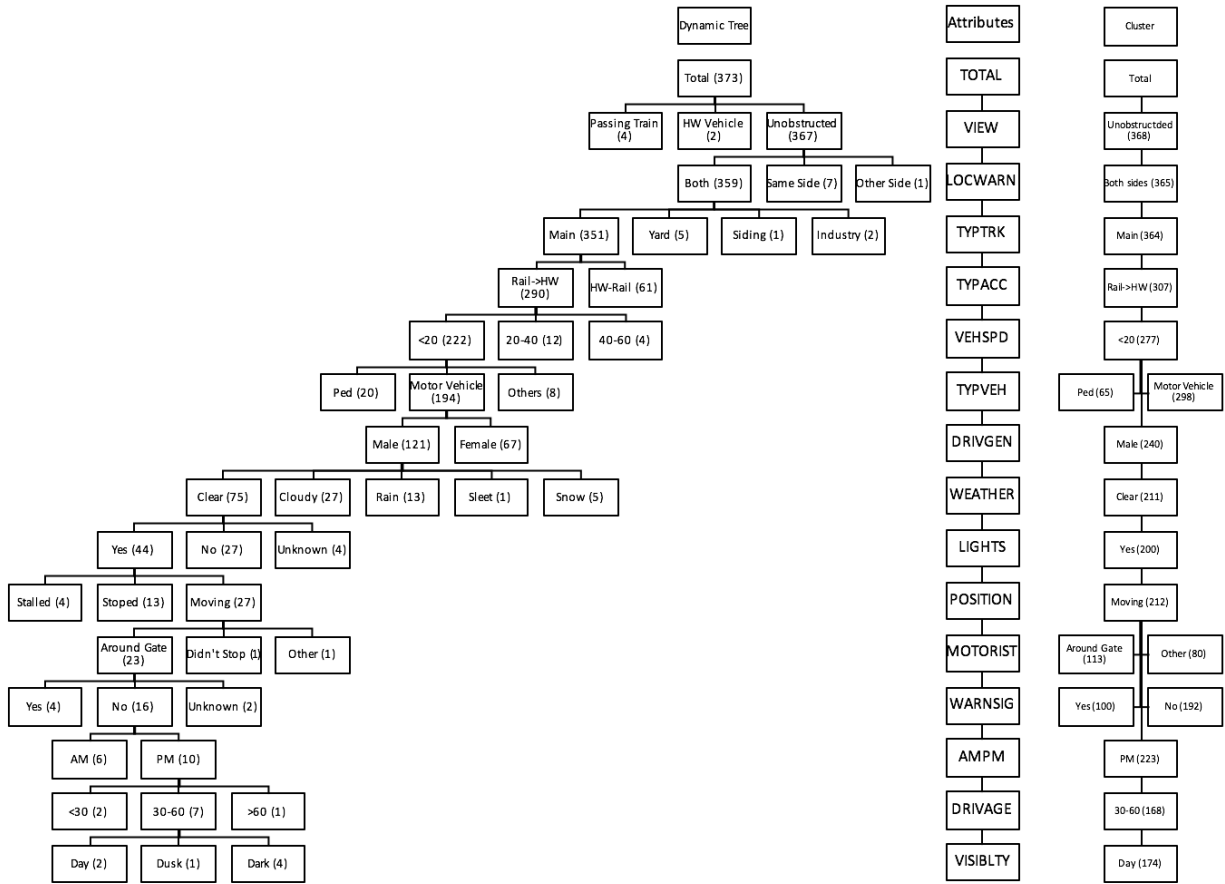 Dynamic Tree
Attributes
Cluster
Total (373)
TOTAL
Total
Passing Train
(4)
HW Vehicle
(2)
Unobstructed
(367)
VIEW
Unobstructded
(368)
Both (359)
Same Side (7)
Other Side (1)
LOCWARN
Both sides (365)
Main (351)
Yard (5)
Siding (1)
Industry (2)
TYPTRK
Main (364)
Rail->HW
(290)
HW-Rail (61)
TYPACC
Rail->HW (307)
<20 (222)
20-40 (12)
40-60 (4)
VEHSPD
<20 (277)
Ped (20)
Motor Vehicle
(194)
Others (8)
TYPVEH
Ped (65)
Motor Vehicle
(298)
Male (121)
Female (67)
DRIVGEN
Male (240)
Clear (75)
Cloudy (27)
Rain (13)
Sleet (1)
Snow (5)
WEATHER
Clear (211)
Yes (44)
No (27)
Unknown (4)
LIGHTS
Yes (200)
Stalled (4)
Stoped (13)
Moving (27)
POSITION
Moving (212)
Around Gate
(23)
Didn't Stop (1)
Other (1)
MOTORIST
Around Gate
(113)
Other (80)
Yes (4)
No (16)
Unknown (2)
WARNSIG
Yes (100)
No (192)
AM (6)
PM (10)
AMPM
PM (223)
<30 (2)
30-60 (7)
>60 (1)
DRIVAGE
30-60 (168)
Day (2)
Dusk (1)
Dark (4)
VISIBLTY
Day (174)